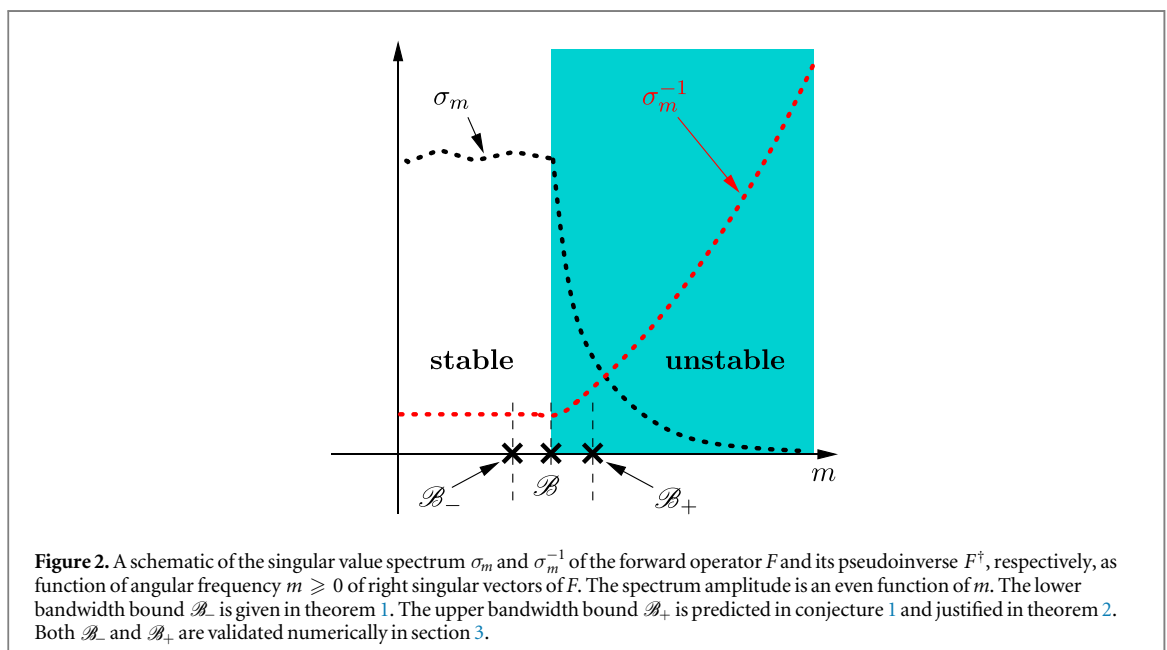 σₘ
σₘ⁻¹
stable
unstable
ℬ₋
ℬ
ℬ₊
m
Figure 2. A schematic of the singular value spectrum σₘ and σₘ⁻¹ of the forward operator F and its pseudoinverse F†, respectively, as
function of angular frequency m ⩾ 0 of right singular vectors of F. The spectrum amplitude is an even function of m. The lower
bandwidth bound ℬ₋ is given in theorem 1. The upper bandwidth bound ℬ₊ is predicted in conjecture 1 and justified in theorem 2.
Both ℬ₋ and ℬ₊ are validated numerically in section 3.